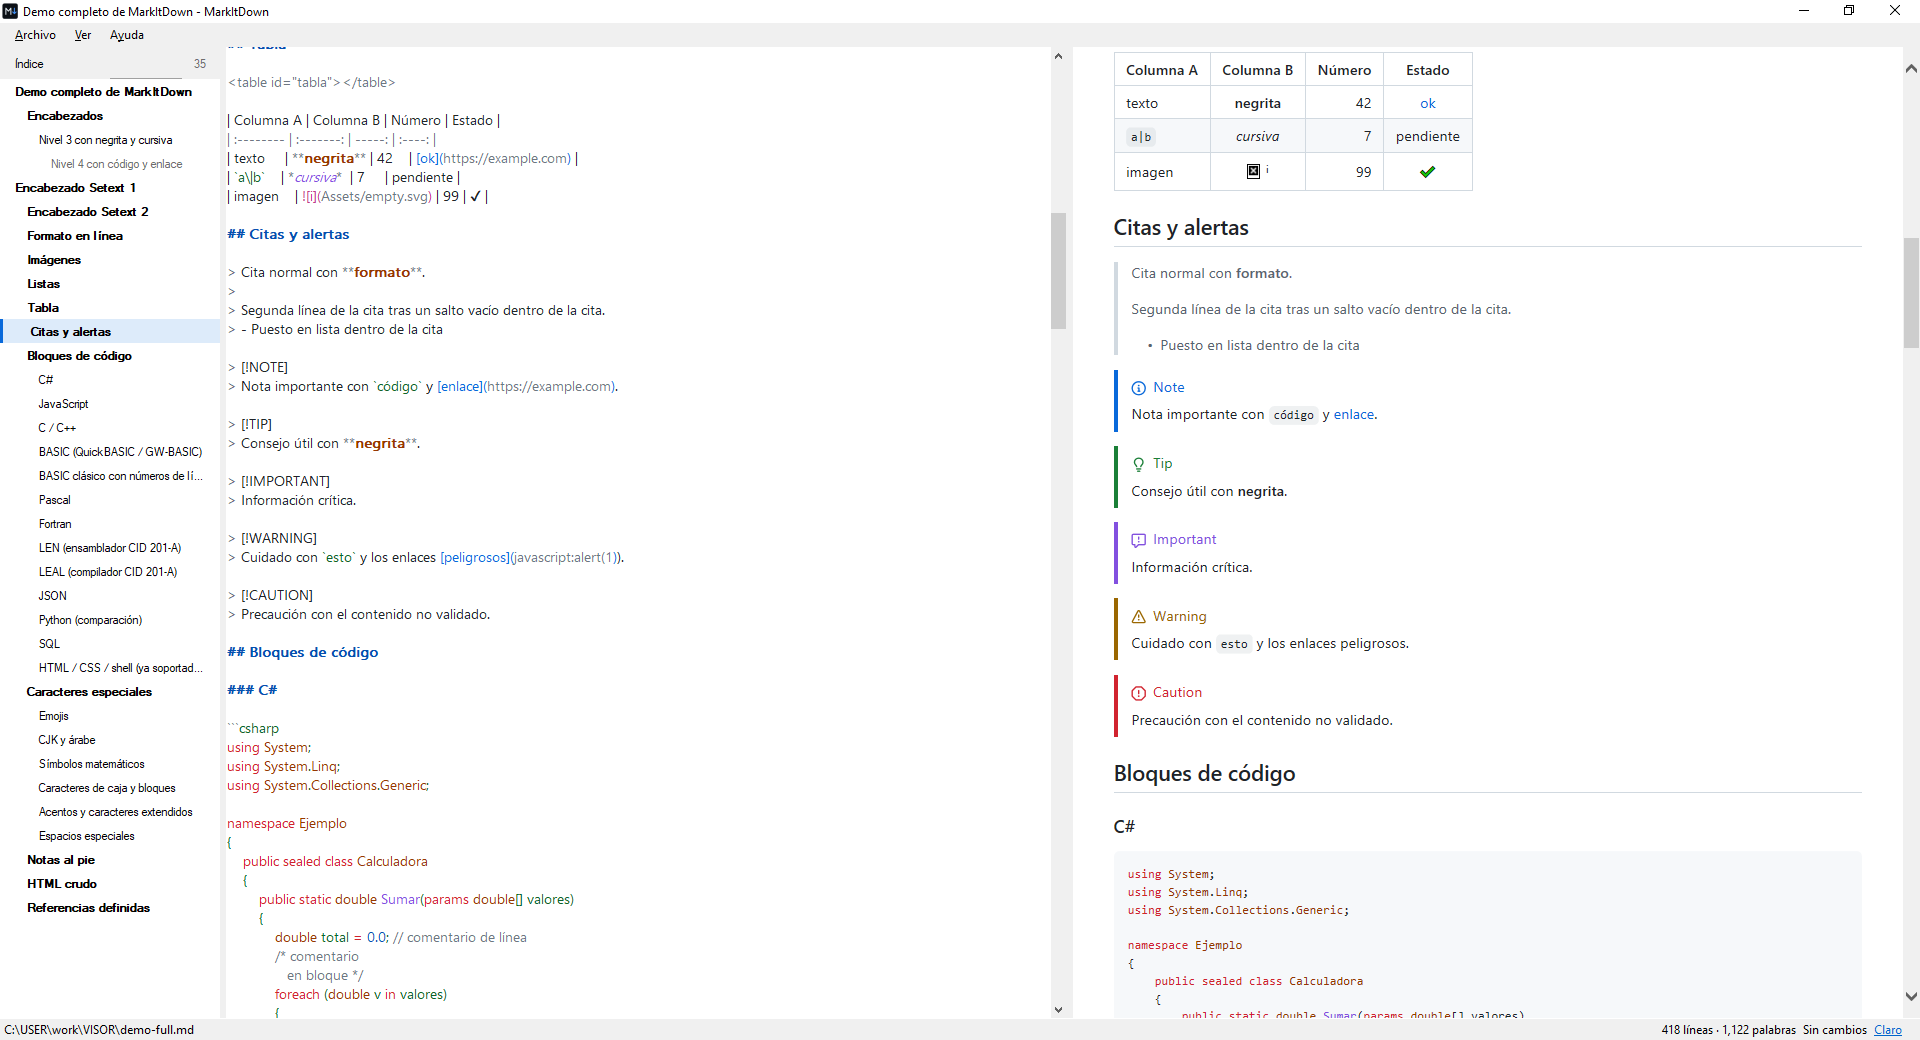 Demo completo de MarkItDown - MarkItDown
Archivo Ver Ayuda
Índice 35
Demo completo de MarkItDown
Encabezados
Nivel 3 con negrita y cursiva
Nivel 4 con código y enlace
Encabezado Setext 1
Encabezado Setext 2
Formato en línea
Imágenes
Listas
Tabla
Citas y alertas
Bloques de código
C#
JavaScript
C / C++
BASIC (QuickBASIC / GW-BASIC)
BASIC clásico con números de lí...
Pascal
Fortran
LEN (ensamblador CID 201-A)
LEAL (compilador CID 201-A)
JSON
Python (comparación)
SQL
HTML / CSS / shell (ya soportad...
Caracteres especiales
Emojis
CJK y árabe
Símbolos matemáticos
Caracteres de caja y bloques
Acentos y caracteres extendidos
Espacios especiales
Notas al pie
HTML crudo
Referencias definidas
## Tabla
<table id="tabla"></table>
| Columna A | Columna B | Número | Estado |
| :-------- | :-------: | -----: | :----: |
| texto | **negrita** | 42 | [ok](https://example.com) |
| `a\|b` | *cursiva* | 7 | pendiente |
| imagen | ![i](Assets/empty.svg) | 99 | ✔ |
## Citas y alertas
> Cita normal con **formato**.
>
> Segunda línea de la cita tras un salto vacío dentro de la cita.
> - Puesto en lista dentro de la cita
> [!NOTE]
> Nota importante con `código` y [enlace](https://example.com).
> [!TIP]
> Consejo útil con **negrita**.
> [!IMPORTANT]
> Información crítica.
> [!WARNING]
> Cuidado con `esto` y los enlaces [peligrosos](javascript:alert(1)).
> [!CAUTION]
> Precaución con el contenido no validado.
## Bloques de código
### C#
```csharp
using System;
using System.Linq;
using System.Collections.Generic;
namespace Ejemplo
{
public sealed class Calculadora
{
public static double Sumar(params double[] valores)
{
double total = 0.0; // comentario de línea
/* comentario
en bloque */
foreach (double v in valores)
{
Columna A Columna B Número Estado
texto negrita 42 ok
a|b cursiva 7 pendiente
imagen i 99 ✔
Citas y alertas
Cita normal con formato.
Segunda línea de la cita tras un salto vacío dentro de la cita.
• Puesto en lista dentro de la cita
Note
Nota importante con código y enlace.
Tip
Consejo útil con negrita.
Important
Información crítica.
Warning
Cuidado con esto y los enlaces peligrosos.
Caution
Precaución con el contenido no validado.
Bloques de código
C#
using System;
using System.Linq;
using System.Collections.Generic;
namespace Ejemplo
{
public sealed class Calculadora
{
public static double Sumar(params double[] valores)
C:\USER\work\VISOR\demo-full.md
418 líneas · 1,122 palabras Sin cambios Claro